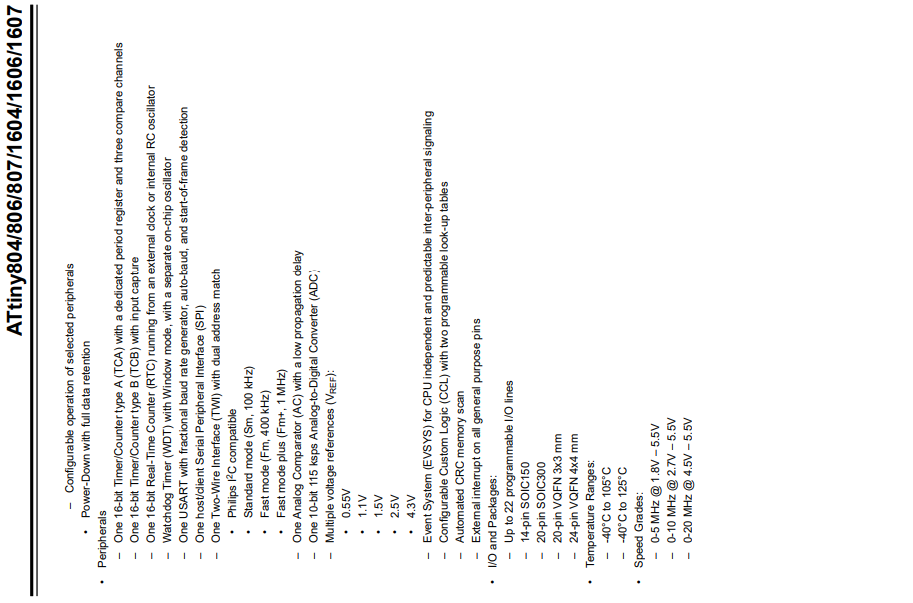 ATtiny804/806/807/1604/1606/1607
– Configurable operation of selected peripherals
• Power-Down with full data retention
• Peripherals
– One 16-bit Timer/Counter type A (TCA) with a dedicated period register and three compare channels
– One 16-bit Timer/Counter type B (TCB) with input capture
– One 16-bit Real-Time Counter (RTC) running from an external clock or internal RC oscillator
– Watchdog Timer (WDT) with Window mode, with a separate on-chip oscillator
– One USART with fractional baud rate generator, auto-baud, and start-of-frame detection
– One host/client Serial Peripheral Interface (SPI)
– One Two-Wire Interface (TWI) with dual address match
• Philips I²C compatible
• Standard mode (Sm, 100 kHz)
• Fast mode (Fm, 400 kHz)
• Fast mode plus (Fm+, 1 MHz)
– One Analog Comparator (AC) with a low propagation delay
– One 10-bit 115 ksps Analog-to-Digital Converter (ADC)
– Multiple voltage references (VREF):
• 0.55V
• 1.1V
• 1.5V
• 2.5V
• 4.3V
– Event System (EVSYS) for CPU independent and predictable inter-peripheral signaling
– Configurable Custom Logic (CCL) with two programmable look-up tables
– Automated CRC memory scan
– External interrupt on all general purpose pins
• I/O and Packages:
– Up to 22 programmable I/O lines
– 14-pin SOIC150
– 20-pin SOIC300
– 20-pin VQFN 3x3 mm
– 24-pin VQFN 4x4 mm
• Temperature Ranges:
– -40°C to 105°C
– -40°C to 125°C
• Speed Grades:
– 0-5 MHz @ 1.8V – 5.5V
– 0-10 MHz @ 2.7V – 5.5V
– 0-20 MHz @ 4.5V – 5.5V